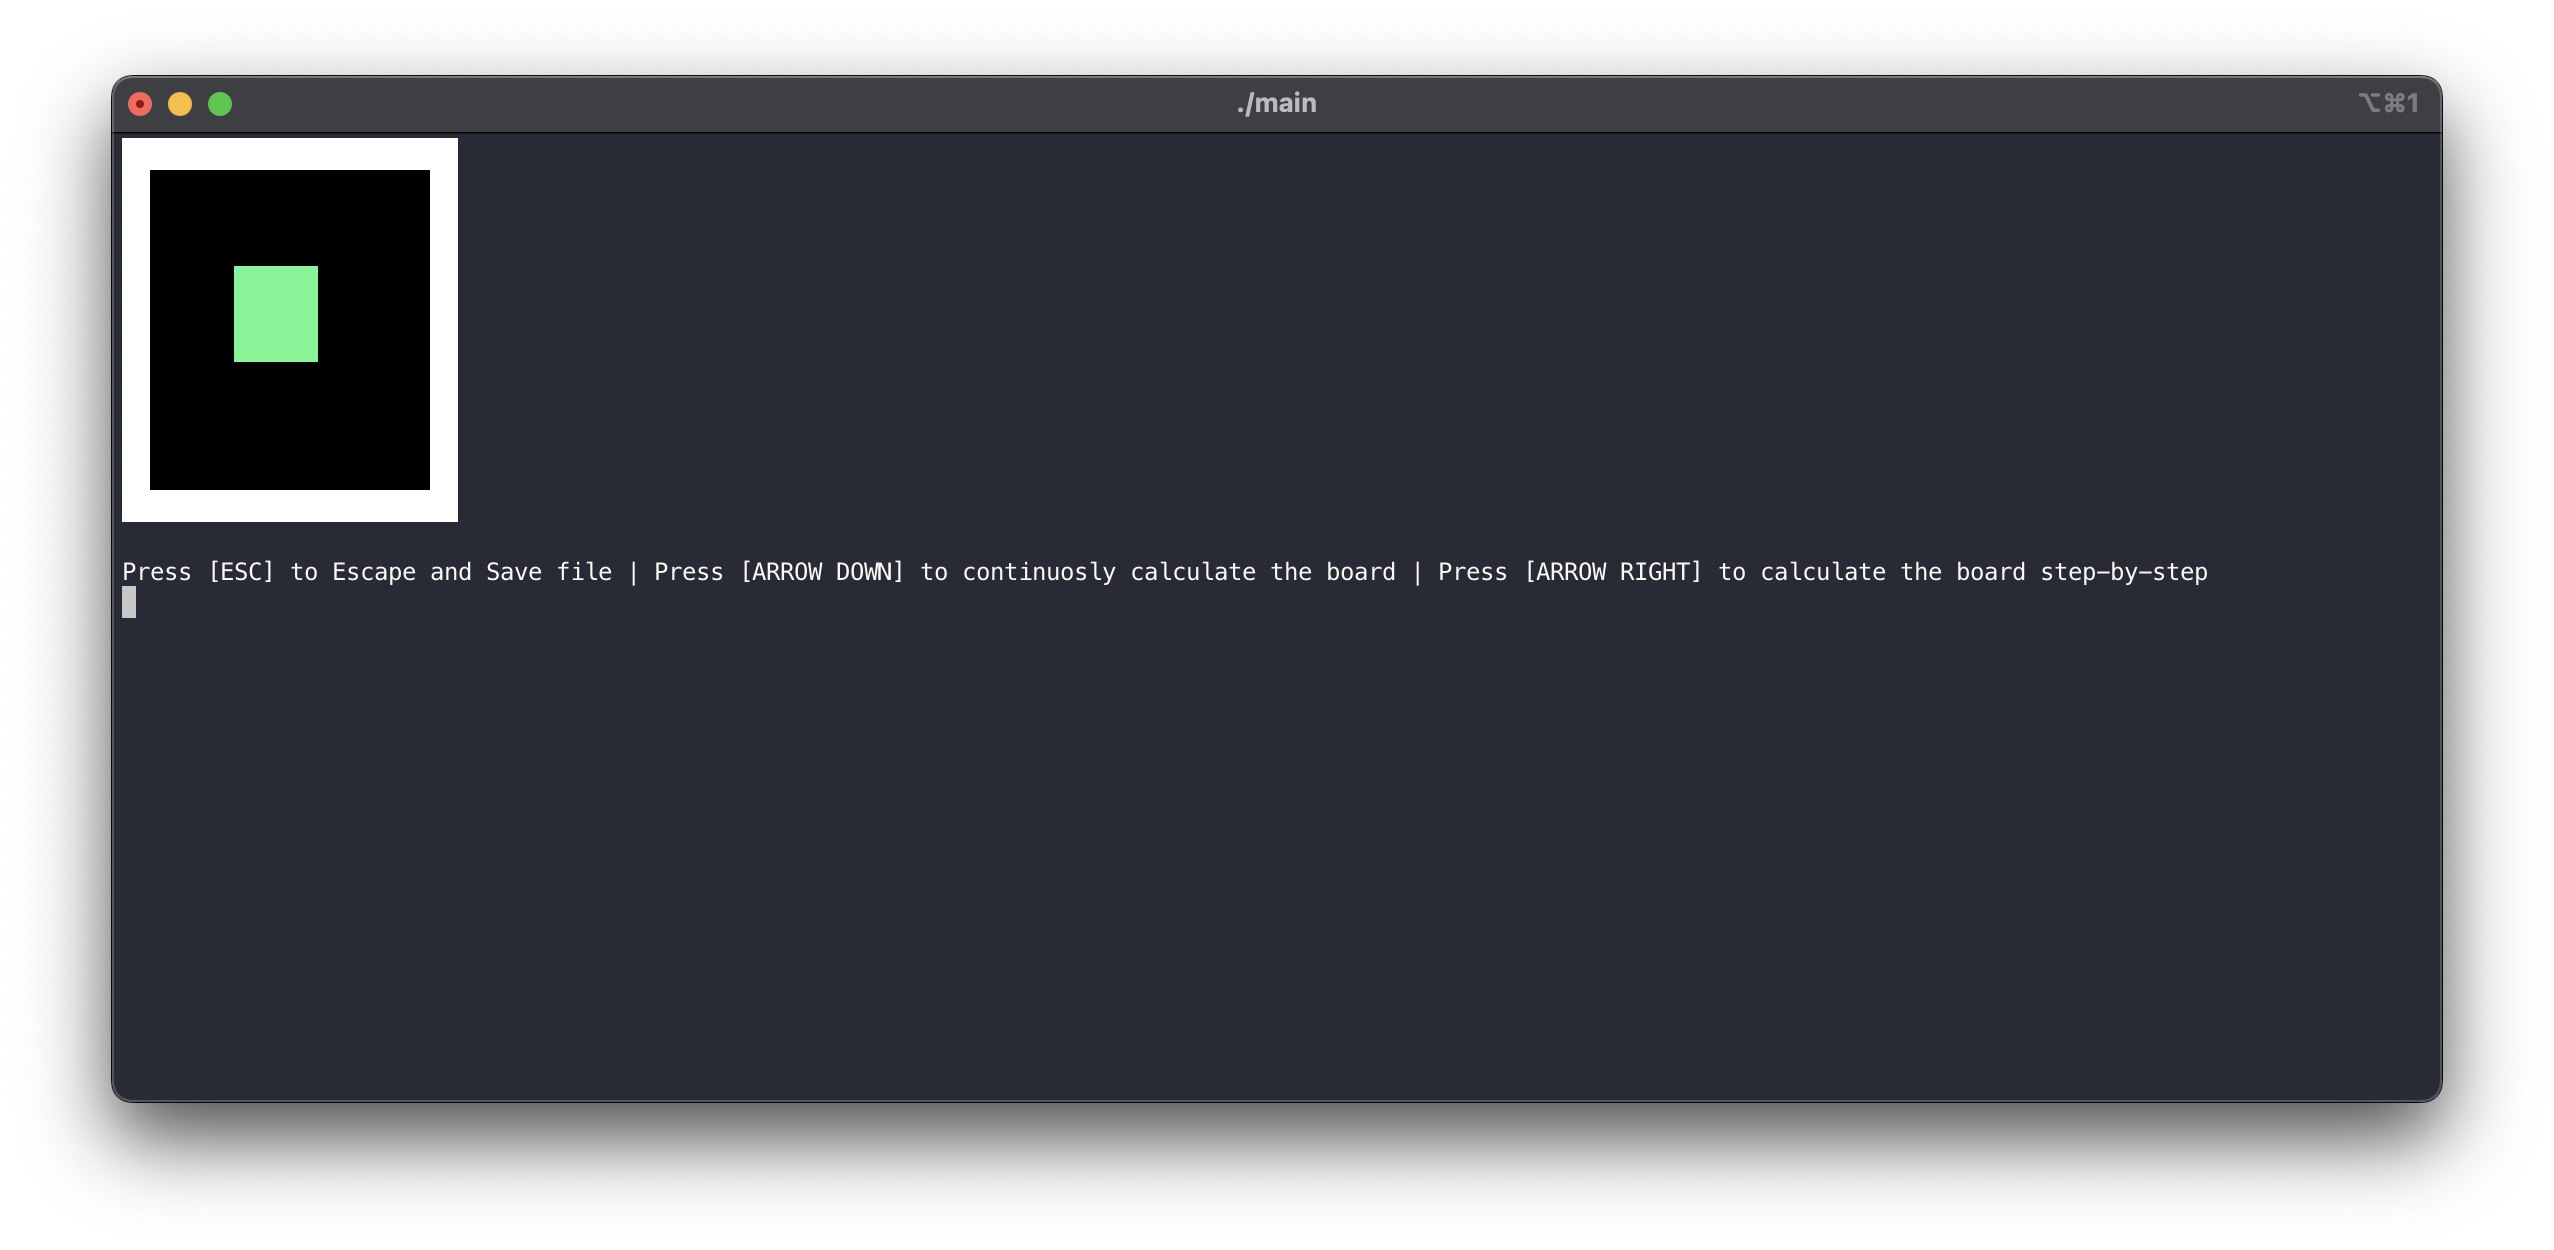 ./main
⌥⌘1
Press [ESC] to Escape and Save file | Press [ARROW DOWN] to continuosly calculate the board | Press [ARROW RIGHT] to calculate the board step-by-step